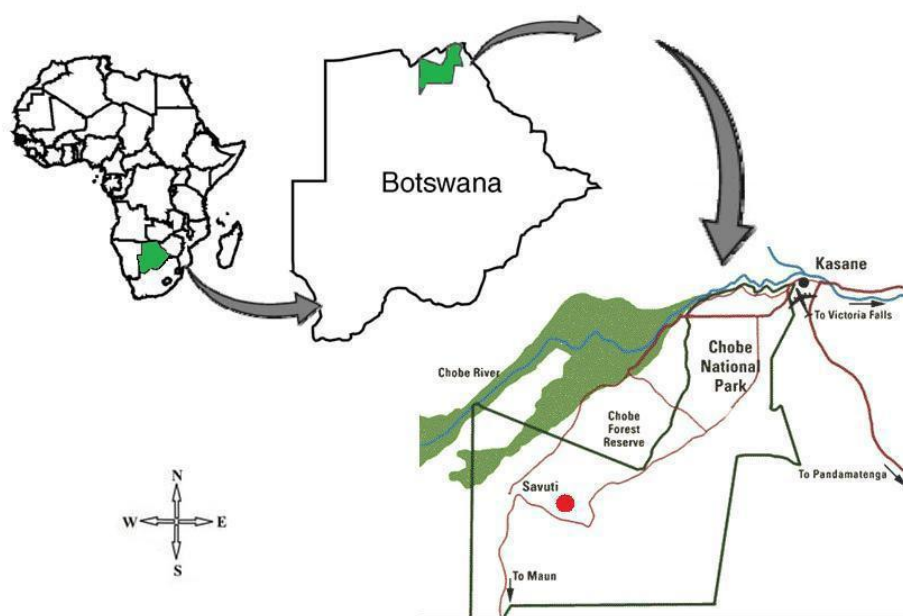 Botswana
Kasane
To Victoria Falls
Chobe
National
Park
Chobe River
Chobe
Forest
Reserve
To Pandamatenga
Savuti
To Maun
N
W
E
S